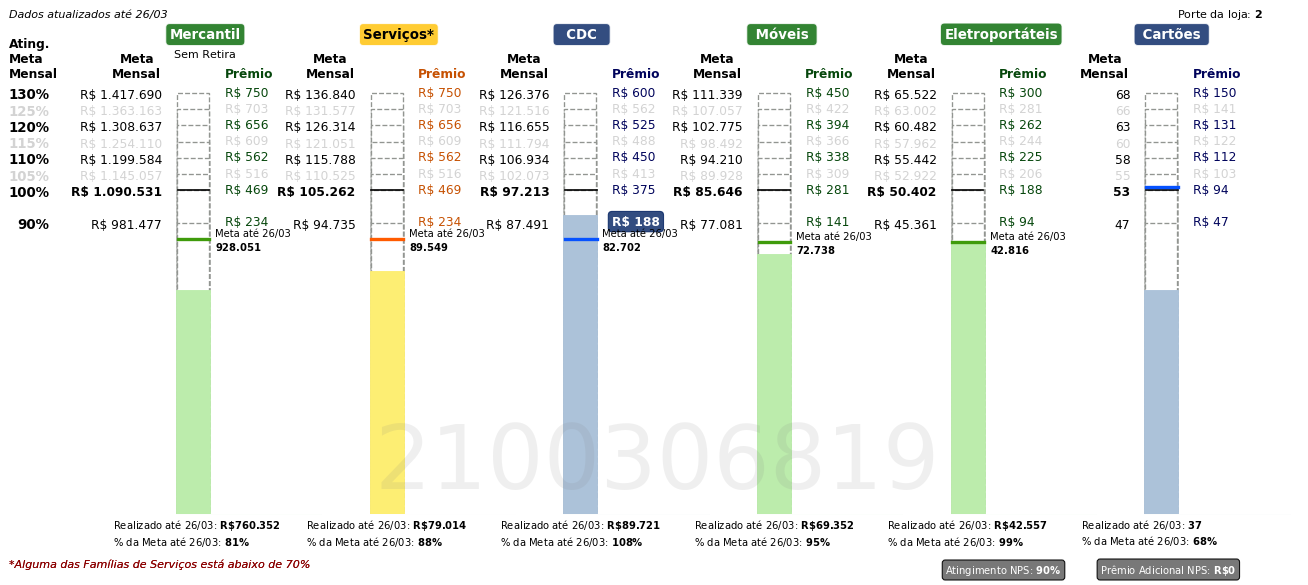 Dados atualizados até 26/03 Porte da loja: 2
Mercantil Serviços* CDC Móveis Eletroportáteis Cartões
Sem Retira
Ating. Meta Mensal Meta Mensal Prêmio Meta Mensal Prêmio Meta Mensal Prêmio Meta Mensal Prêmio Meta Mensal Prêmio Meta Mensal Prêmio
130% R$ 1.417.690 R$ 750 R$ 136.840 R$ 750 R$ 126.376 R$ 600 R$ 111.339 R$ 450 R$ 65.522 R$ 300 68 R$ 150
125% R$ 1.363.163 R$ 703 R$ 131.577 R$ 703 R$ 121.516 R$ 562 R$ 107.057 R$ 422 R$ 63.002 R$ 281 66 R$ 141
120% R$ 1.308.637 R$ 656 R$ 126.314 R$ 656 R$ 116.655 R$ 525 R$ 102.775 R$ 394 R$ 60.482 R$ 262 63 R$ 131
115% R$ 1.254.110 R$ 609 R$ 121.051 R$ 609 R$ 111.794 R$ 488 R$ 98.492 R$ 366 R$ 57.962 R$ 244 60 R$ 122
110% R$ 1.199.584 R$ 562 R$ 115.788 R$ 562 R$ 106.934 R$ 450 R$ 94.210 R$ 338 R$ 55.442 R$ 225 58 R$ 112
105% R$ 1.145.057 R$ 516 R$ 110.525 R$ 516 R$ 102.073 R$ 413 R$ 89.928 R$ 309 R$ 52.922 R$ 206 55 R$ 103
100% R$ 1.090.531 R$ 469 R$ 105.262 R$ 469 R$ 97.213 R$ 375 R$ 85.646 R$ 281 R$ 50.402 R$ 188 53 R$ 94
90% R$ 981.477 R$ 234 R$ 94.735 R$ 234 R$ 87.491 R$ 188 R$ 77.081 R$ 141 R$ 45.361 R$ 94 47 R$ 47
Meta até 26/03 Meta até 26/03 Meta até 26/03 Meta até 26/03 Meta até 26/03
928.051 89.549 82.702 72.738 42.816
2100306819
Realizado até 26/03: R$760.352 Realizado até 26/03: R$79.014 Realizado até 26/03: R$89.721 Realizado até 26/03: R$69.352 Realizado até 26/03: R$42.557 Realizado até 26/03: 37
% da Meta até 26/03: 81% % da Meta até 26/03: 88% % da Meta até 26/03: 108% % da Meta até 26/03: 95% % da Meta até 26/03: 99% % da Meta até 26/03: 68%
*Alguma das Famílias de Serviços está abaixo de 70% Atingimento NPS: 90% Prêmio Adicional NPS: R$0